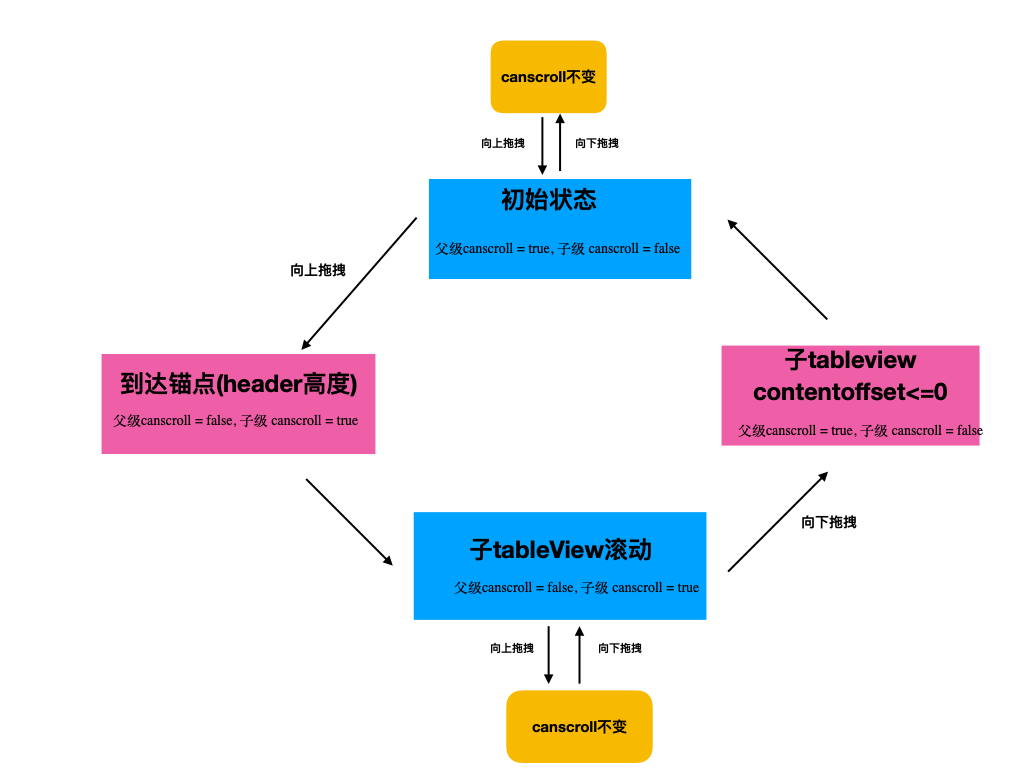 canscroll不变
向上拖拽
向下拖拽
初始状态
父级canscroll = true, 子级 canscroll = false
向上拖拽
到达锚点(header高度)
父级canscroll = false, 子级 canscroll = true
子tableview
contentoffset<=0
父级canscroll = true, 子级 canscroll = false
向下拖拽
子tableView滚动
父级canscroll = false, 子级 canscroll = true
向上拖拽
向下拖拽
canscroll不变